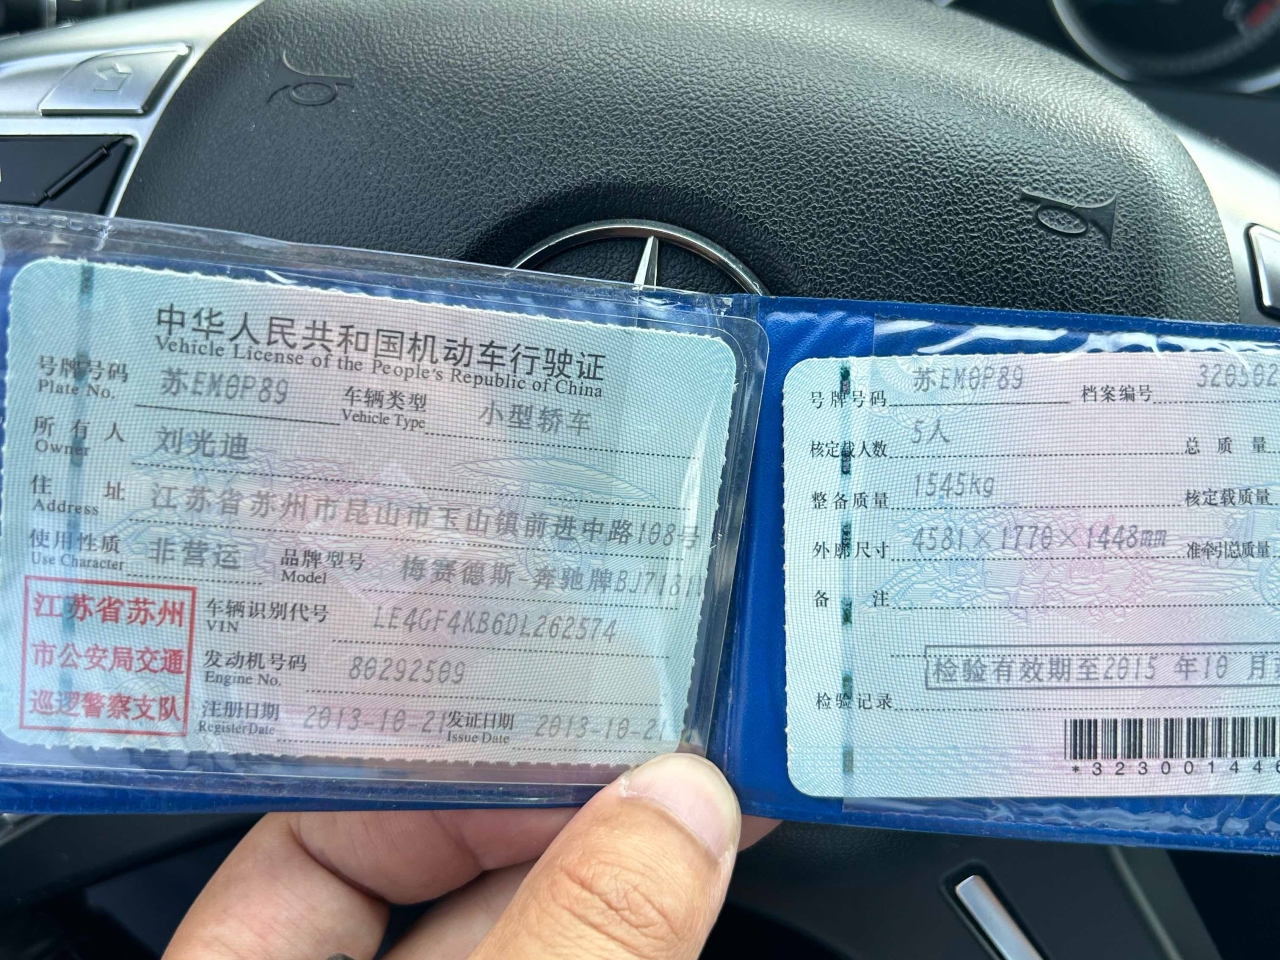 中华人民共和国机动车行驶证
Vehicle License of the People's Republic of China
号牌号码 苏EM0P89 车辆类型 小型轿车
Plate No. Vehicle Type
所有人 刘光迪
Owner
住址 江苏省苏州市昆山市玉山镇前进中路108号
Address
使用性质 非营运 品牌型号 梅赛德斯-奔驰牌BJ7181
Use Character Model
江苏省苏州
市公安局交通
巡逻警察支队
车辆识别代号 LE4GF4KB6DL262574
VIN
发动机号码 80292509
Engine No.
注册日期 2013-10-21 发证日期 2013-10-21
Register Date Issue Date
号牌号码 苏EM0P89 档案编号 320502
核定载人数 5人 总质量
整备质量 1545kg 核定载质量
外廓尺寸 4581×1770×1448mm 准牵引总质量
备注
检验有效期至2015年10月
检验记录
*323001446